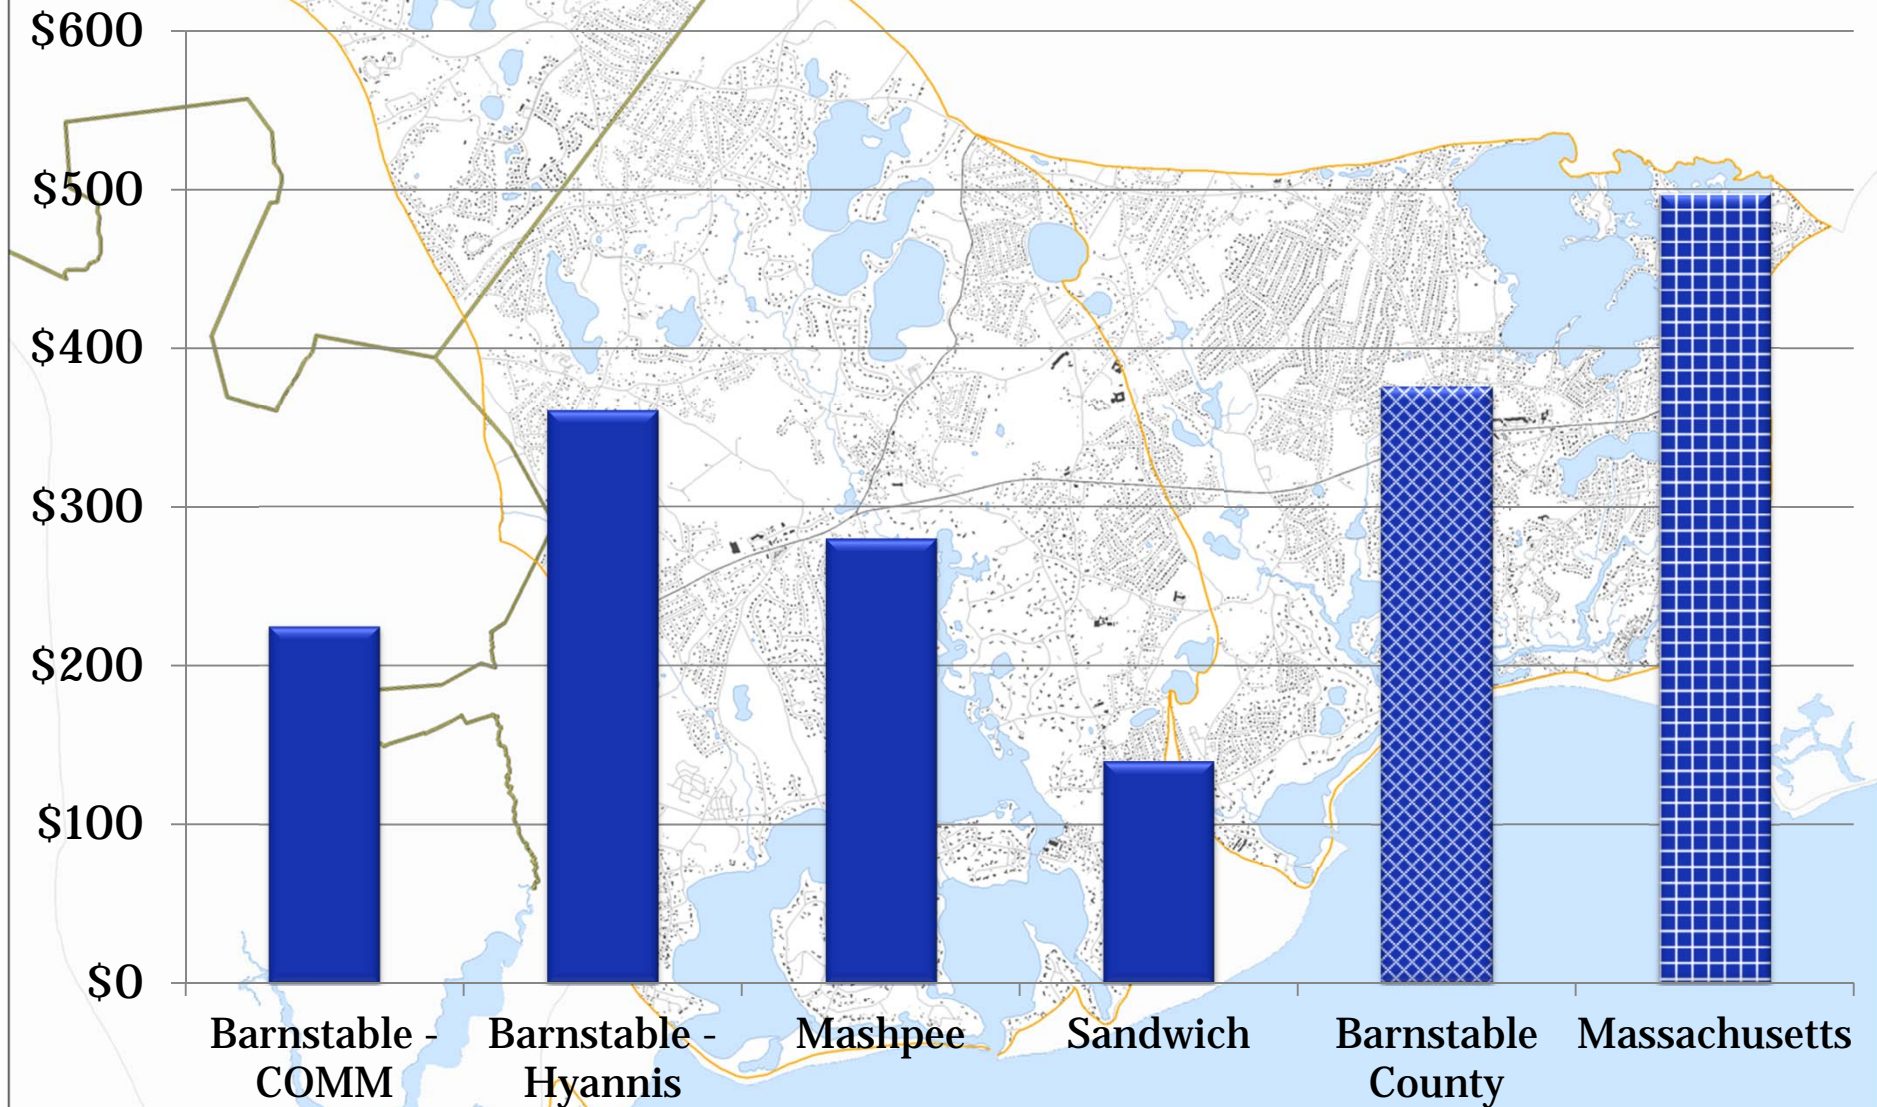 $600
$500
$400
$300
$200
$100
$0
Barnstable -
COMM
Barnstable -
Hyannis
Mashpee
Sandwich
Barnstable
County
Massachusetts